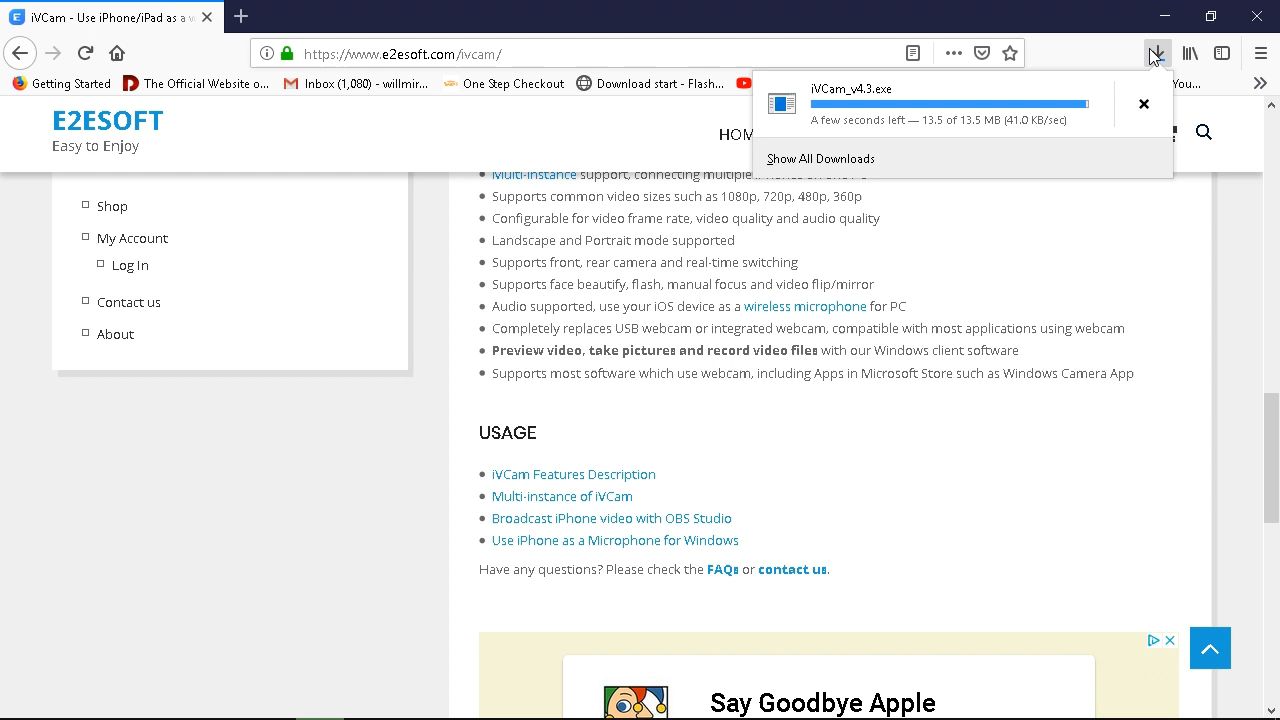 iVCam - Use iPhone/iPad as a w
https://www.e2esoft.com/ivcam/
Getting Started
The Official Website o...
Inbox (1,080) - willmir...
One Step Checkout
Download start - Flash...
You...
iVCam_v4.3.exe
A few seconds left — 13.5 of 13.5 MB (41.0 KB/sec)
Show All Downloads
E2ESOFT
Easy to Enjoy
HOM
Shop
My Account
Log In
Contact us
About
Multi-instance support, connecting multiple
Supports common video sizes such as 1080p, 720p, 480p, 360p
Configurable for video frame rate, video quality and audio quality
Landscape and Portrait mode supported
Supports front, rear camera and real-time switching
Supports face beautify, flash, manual focus and video flip/mirror
Audio supported, use your iOS device as a wireless microphone for PC
Completely replaces USB webcam or integrated webcam, compatible with most applications using webcam
Preview video, take pictures and record video files with our Windows client software
Supports most software which use webcam, including Apps in Microsoft Store such as Windows Camera App
USAGE
iVCam Features Description
Multi-instance of iVCam
Broadcast iPhone video with OBS Studio
Use iPhone as a Microphone for Windows
Have any questions? Please check the FAQs or contact us.
Say Goodbye Apple